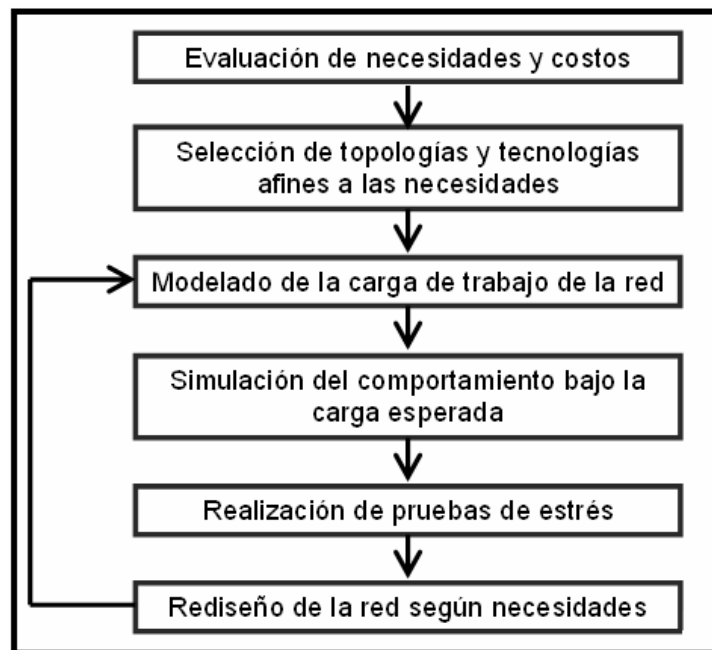 Evaluación de necesidades y costos
Selección de topologías y tecnologías
afines a las necesidades
Modelado de la carga de trabajo de la red
Simulación del comportamiento bajo la
carga esperada
Realización de pruebas de estrés
Rediseño de la red según necesidades